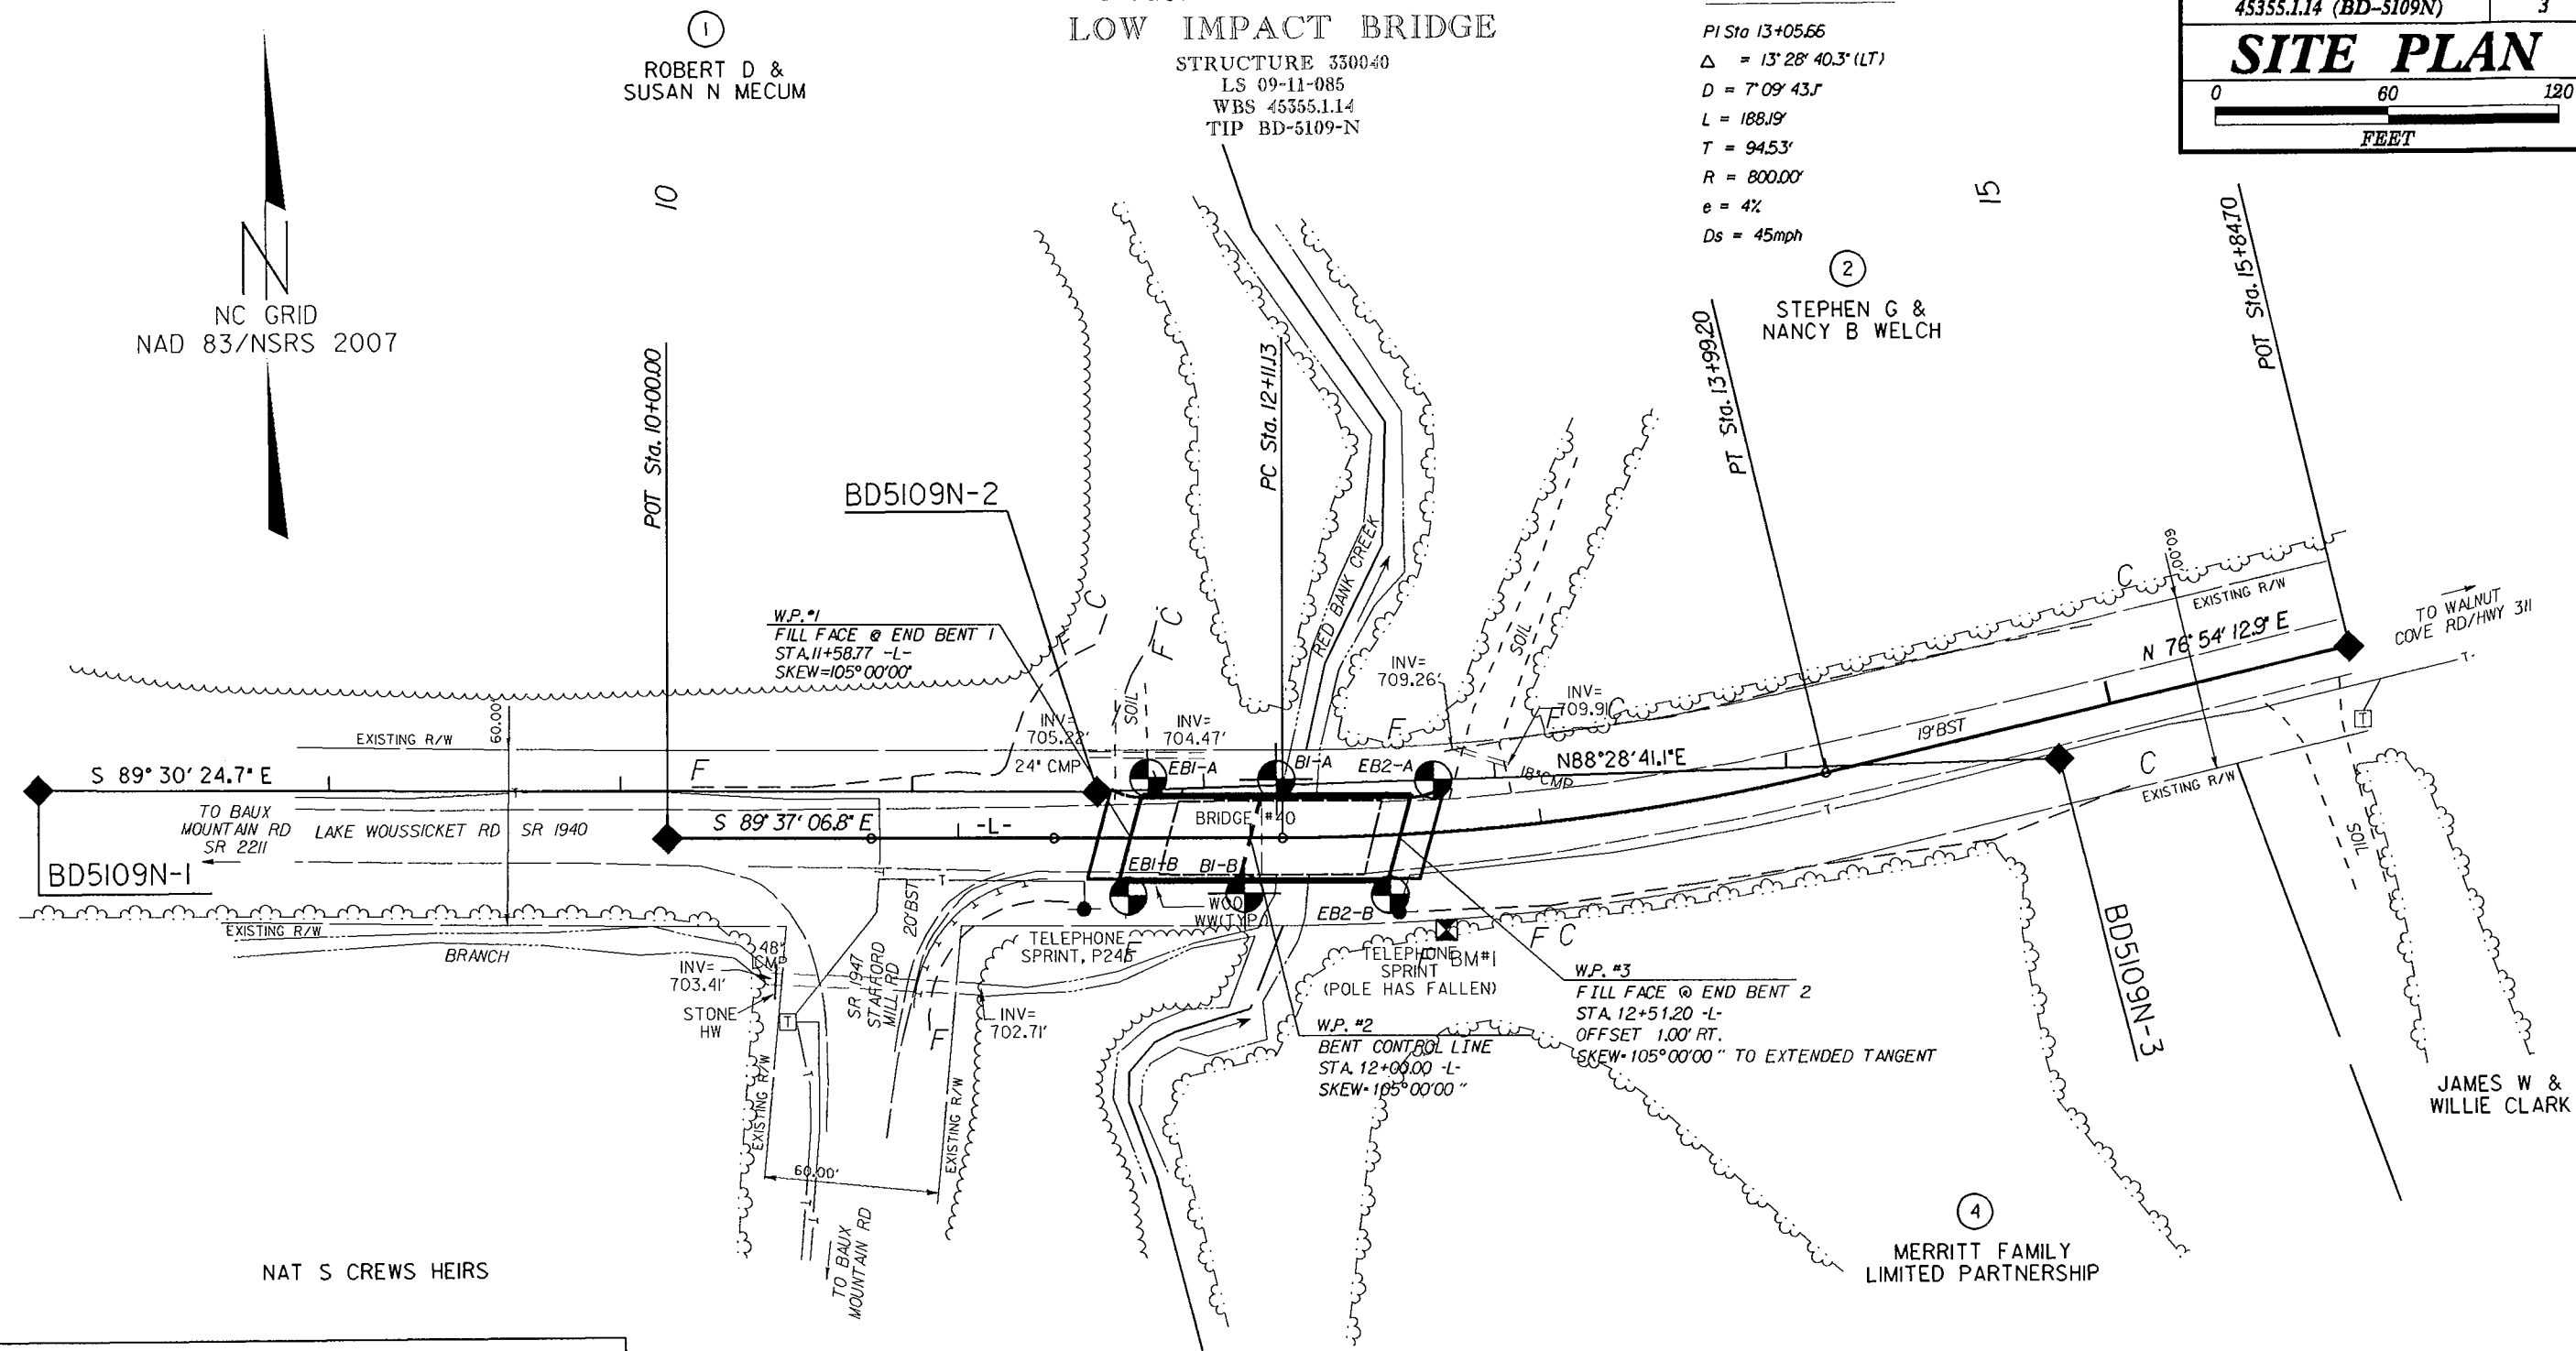 45355.1.14 (BD-5109N) 3
SITE PLAN
0 60 120
FEET
1
ROBERT D &
SUSAN N MECUM
LOW IMPACT BRIDGE
STRUCTURE 330040
LS 09-11-085
WBS 45355.1.14
TIP BD-5109-N
PI Sta 13+05.66
Δ = 13° 28' 40.3" (LT)
D = 7° 09' 43.1"
L = 188.19'
T = 94.53'
R = 800.00'
e = 4%
Ds = 45mph
10
15
N
NC GRID
NAD 83/NSRS 2007
2
STEPHEN G &
NANCY B WELCH
POT Sta. 10+00.00
PC Sta. 12+11.13
PT Sta. 13+99.20
POT Sta. 15+84.70
BD5109N-2
RED BANK CREEK
W.P. #1
FILL FACE @ END BENT 1
STA.11+58.77 -L-
SKEW=105° 00'00"
F
C
F
C
SOIL
SOIL
INV=
709.26'
INV=
709.91'
F
F
C
C
60.00'
EXISTING R/W
TO WALNUT
COVE RD/HWY 311
N 76° 54' 12.9" E
T
60.00'
EXISTING R/W
INV=
705.22'
INV=
704.47'
24" CMP
S 89° 30' 24.7" E
F
EB1-A
B1-A
EB2-A
18" CMP
N88°28'41.1"E
19'BST
C
EXISTING R/W
TO BAUX
MOUNTAIN RD
SR 2211
LAKE WOUSSICKET RD SR 1940
S 89° 37' 06.8" E
-L-
BRIDGE #40
BD5109N-1
EB1-B
B1-B
EB2-B
WW(TYP.)
20'BST
SOIL
EXISTING R/W
BRANCH
48"
CMP
INV=
703.41'
STONE
HW
T
SR 1947
STAFFORD
MILL RD
F
INV=
702.71'
TELEPHONE
SPRINT, P245
F
TELEPHONE
SPRINT
(POLE HAS FALLEN)
BM#1
F C
W.P. #3
FILL FACE @ END BENT 2
STA. 12+51.20 -L-
OFFSET 1.00' RT.
SKEW=105°00'00" TO EXTENDED TANGENT
W.P. #2
BENT CONTROL LINE
STA. 12+00.00 -L-
SKEW=105°00'00"
BD5109N-3
JAMES W &
WILLIE CLARK
EXISTING R/W
EXISTING R/W
60.00'
TO BAUX
MOUNTAIN RD
NAT S CREWS HEIRS
4
MERRITT FAMILY
LIMITED PARTNERSHIP